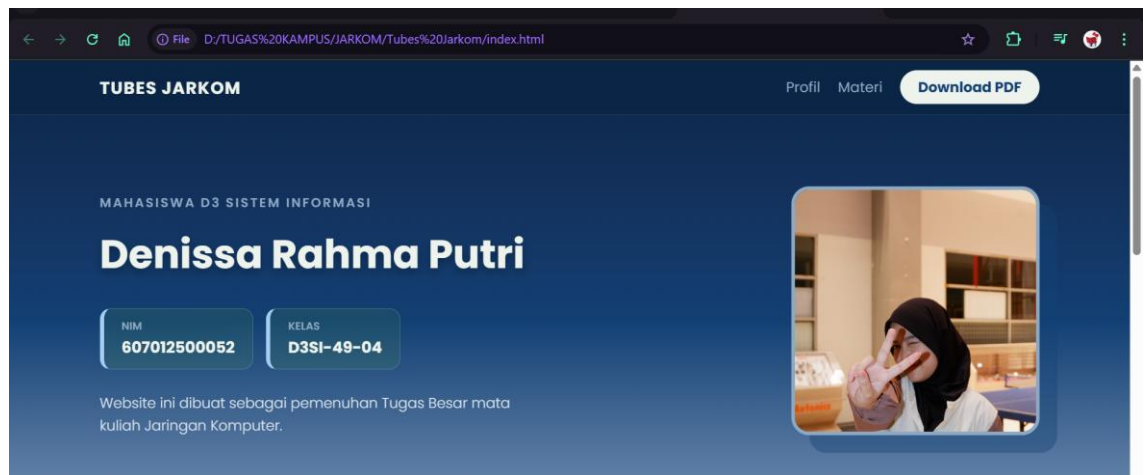 File D:/TUGAS%20KAMPUS/JARKOM/Tubes%20Jarkom/index.html
TUBES JARKOM
Profil Materi Download PDF
MAHASISWA D3 SISTEM INFORMASI
Denissa Rahma Putri
NIM KELAS
607012500052 D3SI-49-04
Website ini dibuat sebagai pemenuhan Tugas Besar mata
kuliah Jaringan Komputer.